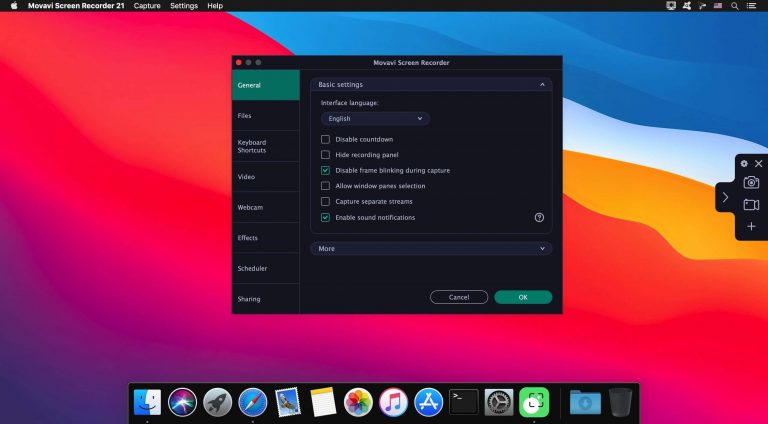 Movavi Screen Recorder 21 Capture Settings Help
Movavi Screen Recorder
General
Files
Keyboard
Shortcuts
Video
Webcam
Effects
Scheduler
Sharing
Basic settings
Interface language:
English
Disable countdown
Hide recording panel
Disable frame blinking during capture
Allow window panes selection
Capture separate streams
Enable sound notifications
?
More
Cancel
OK
>_